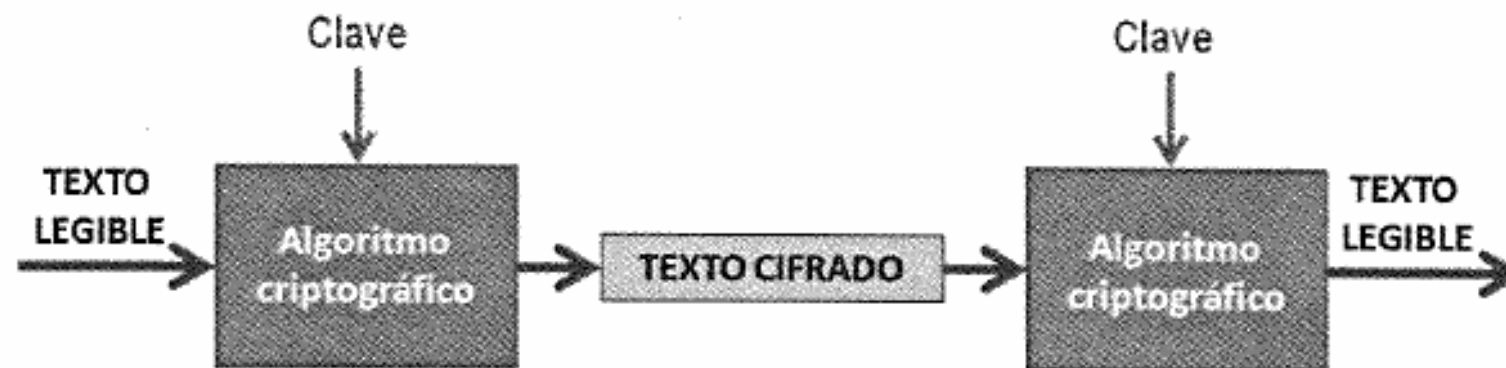 Clave
Clave
TEXTO
LEGIBLE
Algoritmo
criptográfico
TEXTO CIFRADO
Algoritmo
criptográfico
TEXTO
LEGIBLE